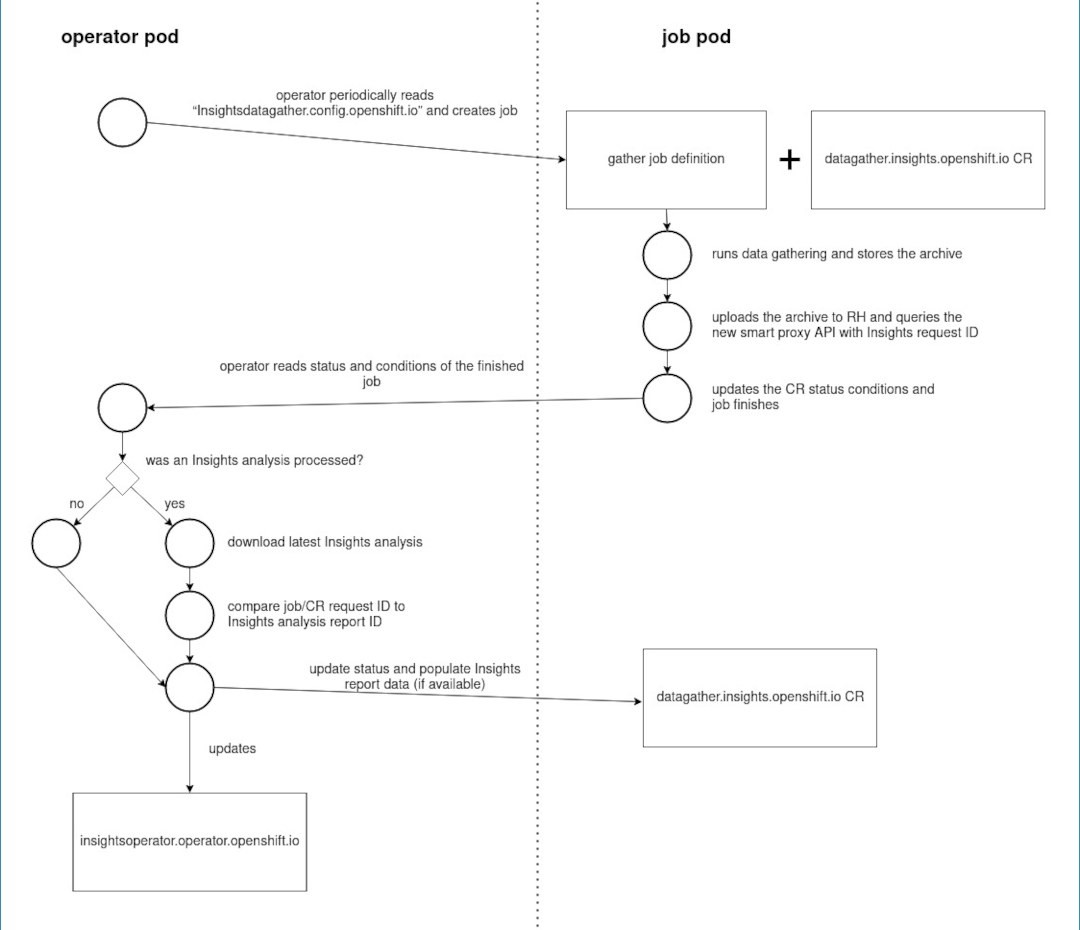 operator pod
job pod
operator periodically reads
“Insightsdatagather.config.openshift.io” and creates job
gather job definition
+
datagather.insights.openshift.io CR
runs data gathering and stores the archive
uploads the archive to RH and queries the
new smart proxy API with Insights request ID
updates the CR status conditions and
job finishes
operator reads status and conditions of the finished
job
was an Insights analysis processed?
no
yes
download latest Insights analysis
compare job/CR request ID to
Insights analysis report ID
update status and populate Insights
report data (if available)
datagather.insights.openshift.io CR
updates
insightsoperator.operator.openshift.io